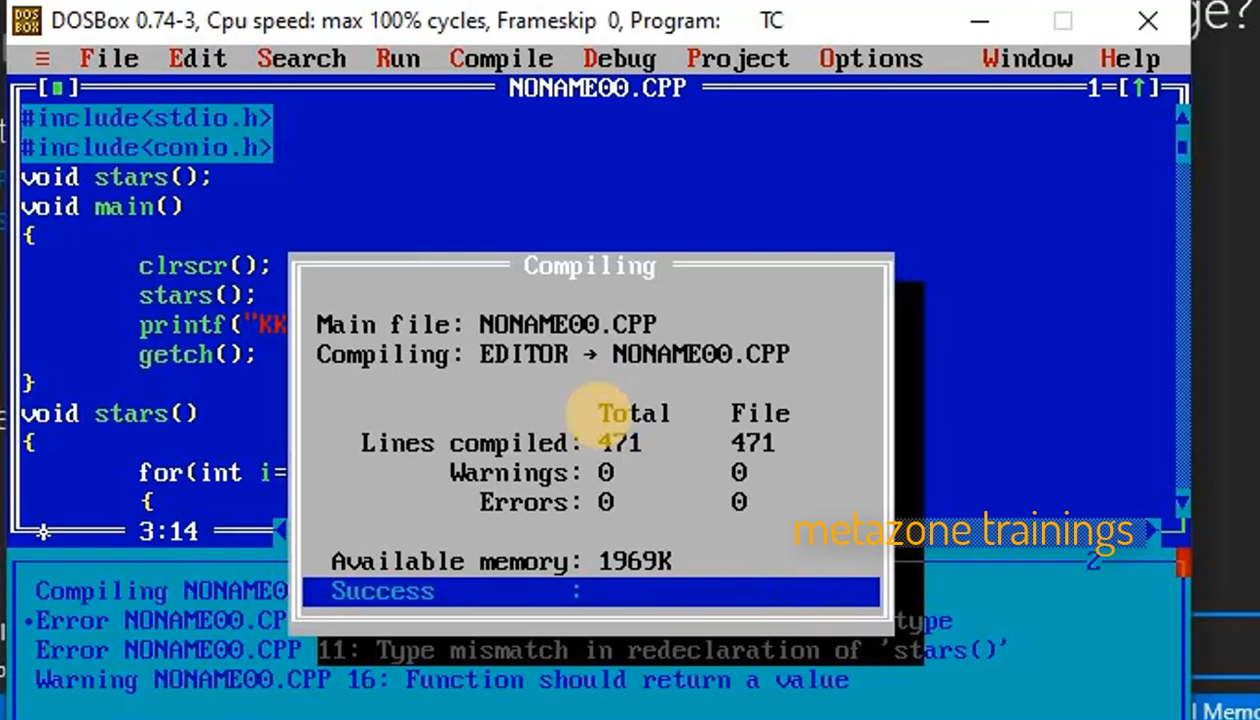 DOSBox 0.74-3, Cpu speed: max 100% cycles, Frameskip 0, Program: TC
ge?
≡ File Edit Search Run Compile Debug Project Options Window Help
NONAME00.CPP 1=[↑]
#include<stdio.h>
#include<conio.h>
void stars();
void main()
{
clrscr();
stars();
printf("KK
getch();
}
void stars()
{
for(int i=
{
3:14
Compiling
Main file: NONAME00.CPP
Compiling: EDITOR → NONAME00.CPP
Total File
Lines compiled: 471 471
Warnings: 0 0
Errors: 0 0
Available memory: 1969K
Success :
metazone trainings
2
Compiling NONAME0
•Error NONAME00.CP type
Error NONAME00.CPP 11: Type mismatch in redeclaration of 'stars()'
Warning NONAME00.CPP 16: Function should return a value
Memo